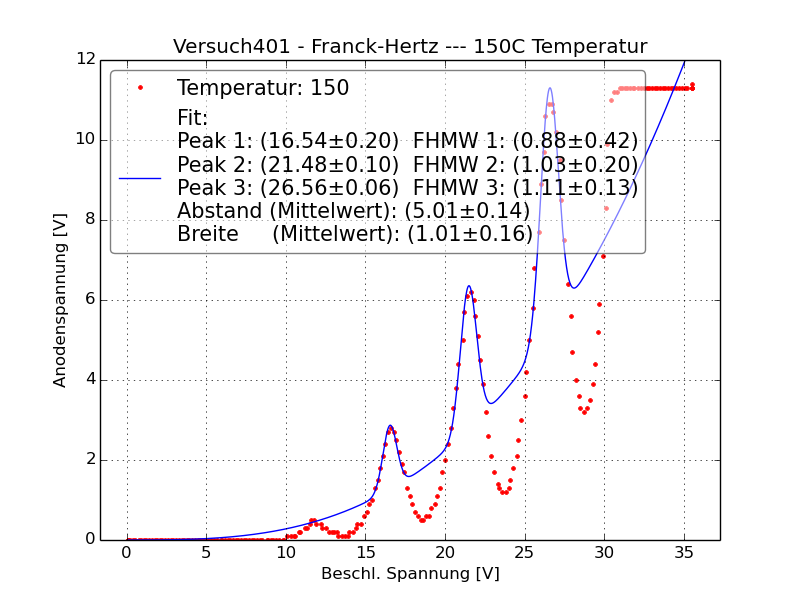 Versuch401 - Franck-Hertz --- 150C Temperatur
12
10
8
6
4
2
0
Anodenspannung [V]
Temperatur: 150
Fit:
Peak 1: (16.54±0.20)  FHMW 1: (0.88±0.42)
Peak 2: (21.48±0.10)  FHMW 2: (1.03±0.20)
Peak 3: (26.56±0.06)  FHMW 3: (1.11±0.13)
Abstand (Mittelwert): (5.01±0.14)
Breite     (Mittelwert): (1.01±0.16)
0 5 10 15 20 25 30 35
Beschl. Spannung [V]